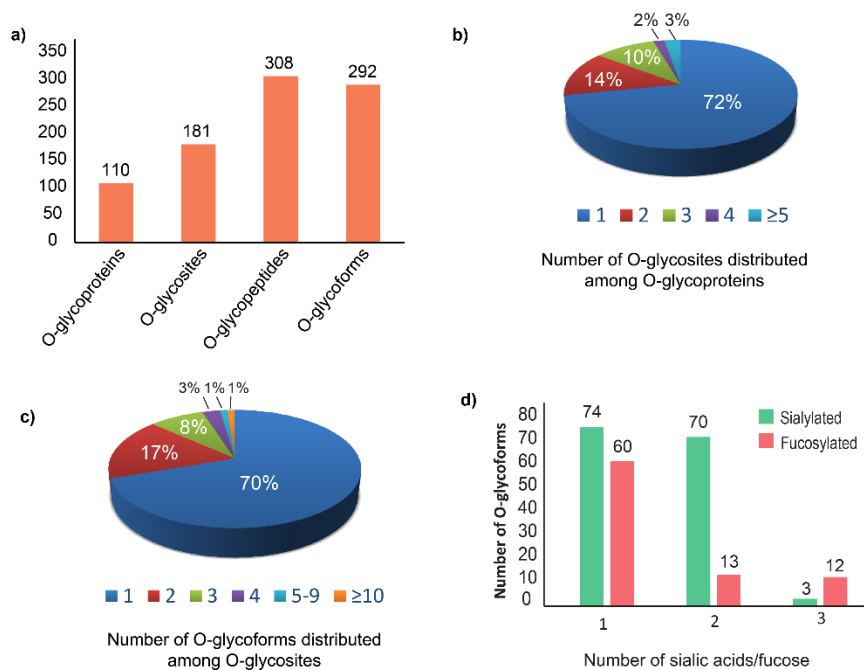 a)
350
300
250
200
150
100
50
0
110
181
308
292
O-glycoproteins
O-glycosites
O-glycopeptides
O-glycoforms
b)
2%
3%
10%
14%
72%
1 2 3 4 ≥5
Number of O-glycosites distributed
among O-glycoproteins
c)
3% 1% 1%
8%
17%
70%
1 2 3 4 5-9 ≥10
Number of O-glycoforms distributed
among O-glycosites
d)
Number of O-glycoforms
80
70
60
50
40
30
20
10
0
74
60
70
13
3
12
Sialylated
Fucosylated
1
2
3
Number of sialic acids/fucose